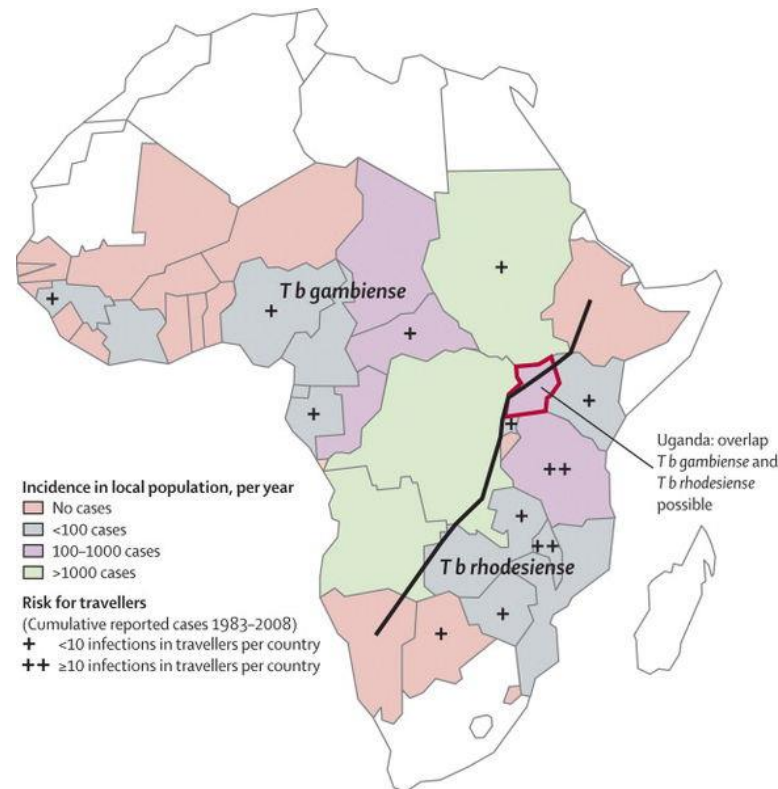 T b gambiense
+
+
+
+
+
+
+
++
+
++
T b rhodesiense
+
+
Uganda: overlap
T b gambiense and
T b rhodesiense
possible
Incidence in local population, per year
No cases
<100 cases
100–1000 cases
>1000 cases
Risk for travellers
(Cumulative reported cases 1983–2008)
+ <10 infections in travellers per country
++ ≥10 infections in travellers per country